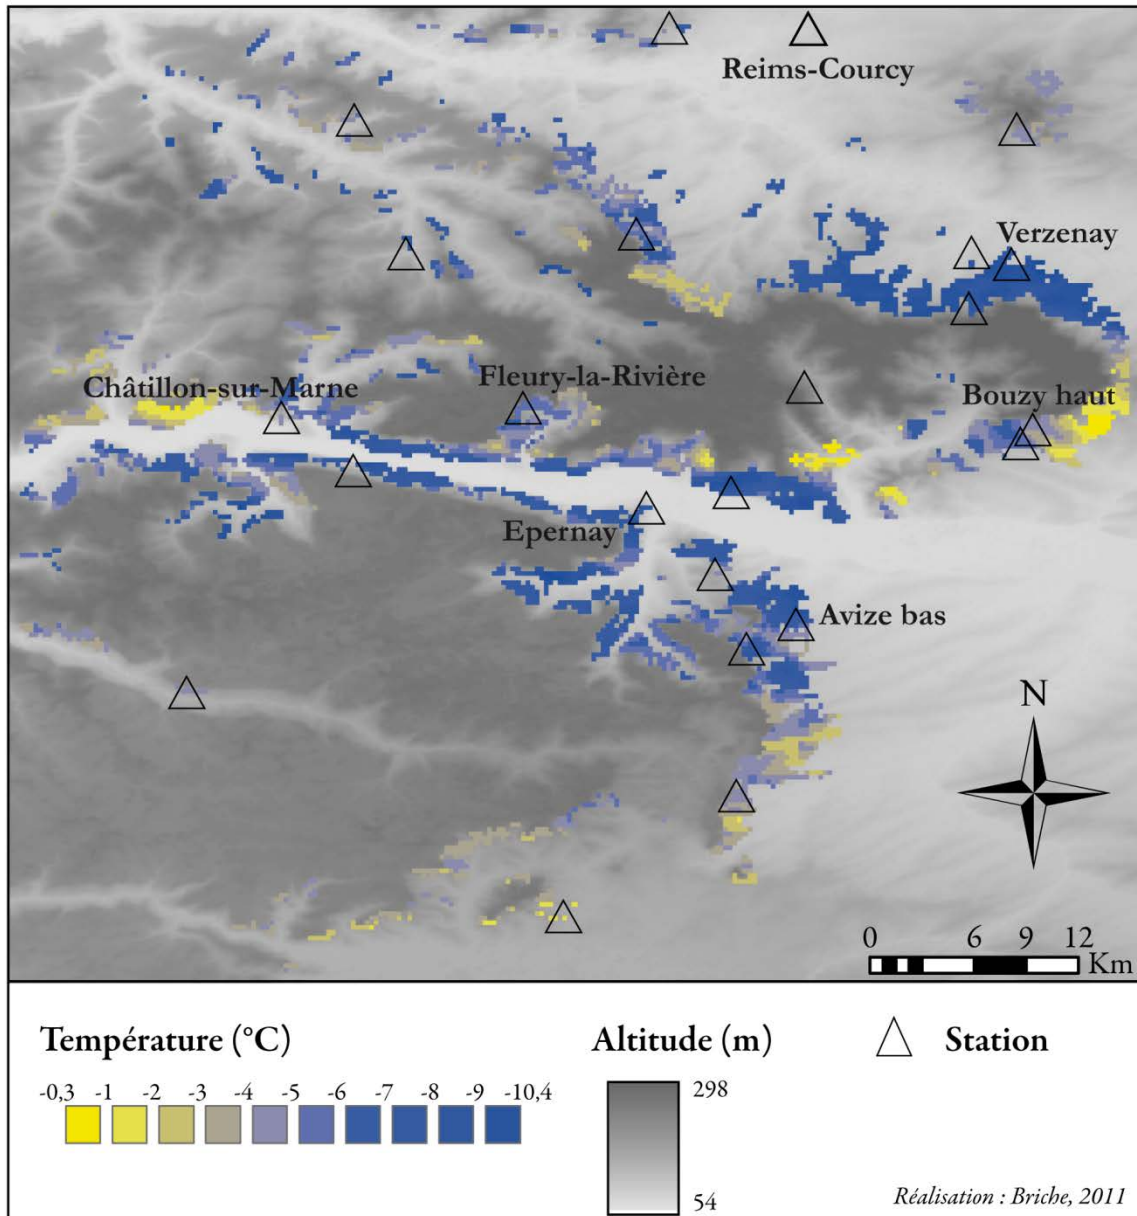 Reims-Courcy
Verzenay
Châtillon-sur-Marne
Fleury-la-Rivière
Bouzy haut
Epernay
Avize bas
N
0 6 9 12
Km
Température (°C)
-0,3 -1 -2 -3 -4 -5 -6 -7 -8 -9 -10,4
Altitude (m)
298
54
Station
Réalisation : Briche, 2011